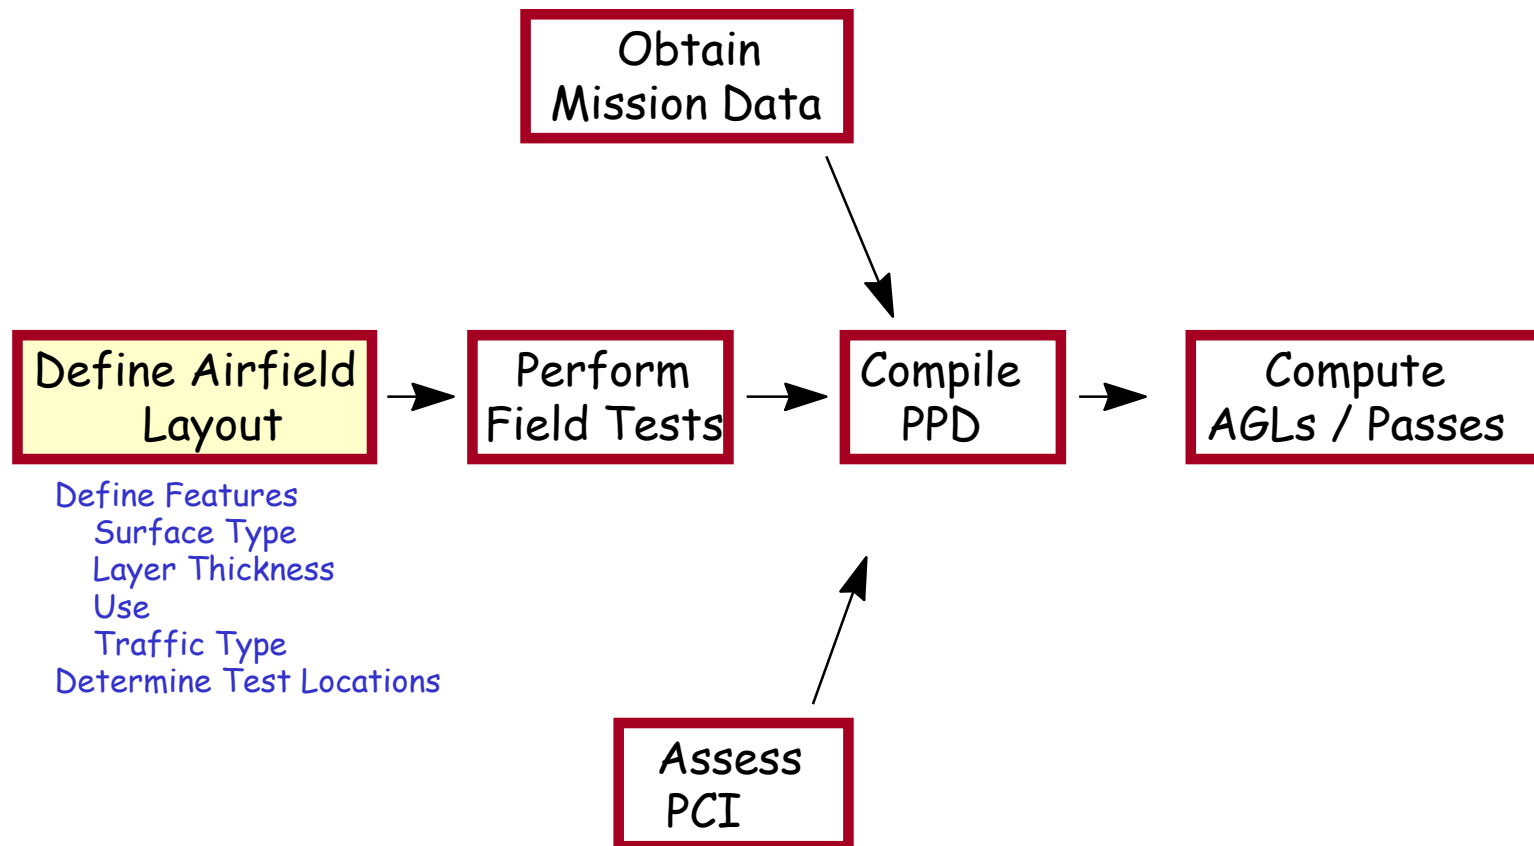 Obtain
Mission Data
Define Airfield
Layout
Perform
Field Tests
Compile
PPD
Compute
AGLs / Passes
Define Features
Surface Type
Layer Thickness
Use
Traffic Type
Determine Test Locations
Assess
PCI